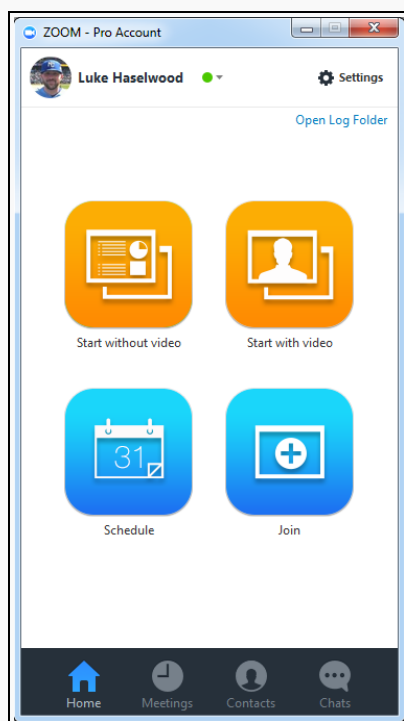 ZOOM - Pro Account
Luke Haselwood
Settings
Open Log Folder
Start without video
Start with video
31
Schedule
Join
Home
Meetings
Contacts
Chats